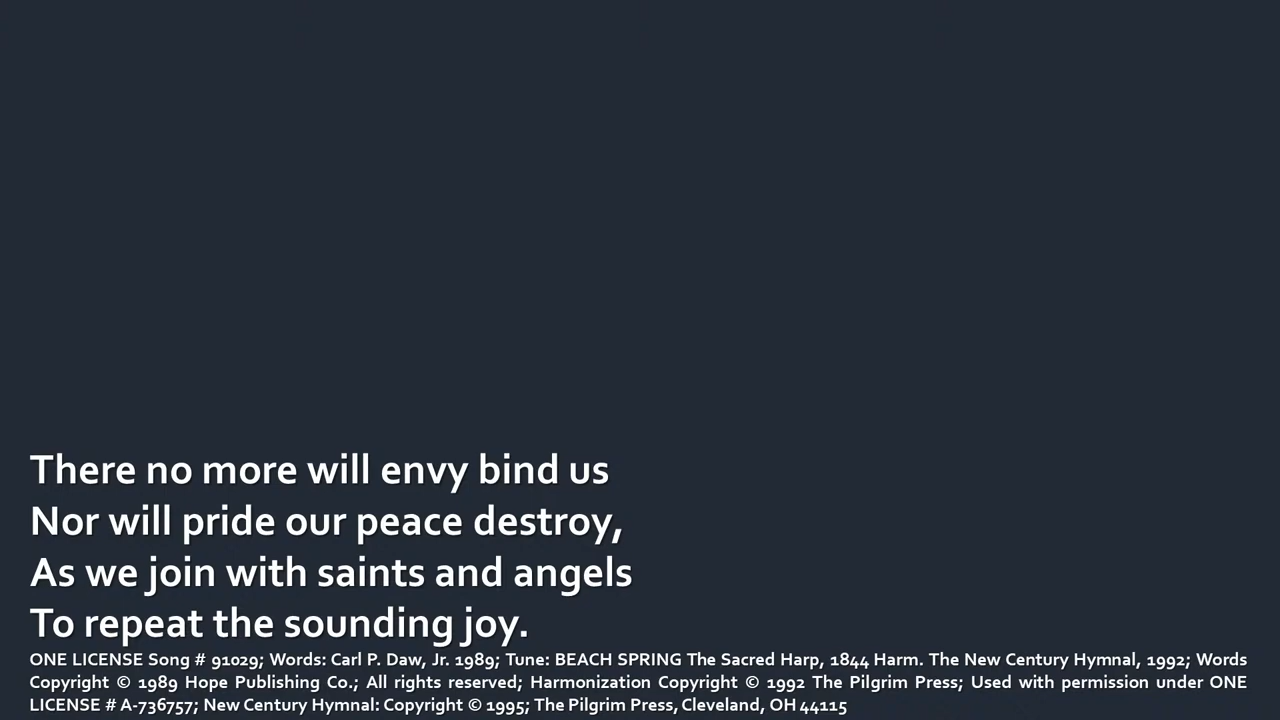 There no more will envy bind us
Nor will pride our peace destroy,
As we join with saints and angels
To repeat the sounding joy.
ONE LICENSE Song # 91029; Words: Carl P. Daw, Jr. 1989; Tune: BEACH SPRING The Sacred Harp, 1844 Harm. The New Century Hymnal, 1992; Words
Copyright © 1989 Hope Publishing Co.; All rights reserved; Harmonization Copyright © 1992 The Pilgrim Press; Used with permission under ONE
LICENSE # A-736757; New Century Hymnal: Copyright © 1995; The Pilgrim Press, Cleveland, OH 44115